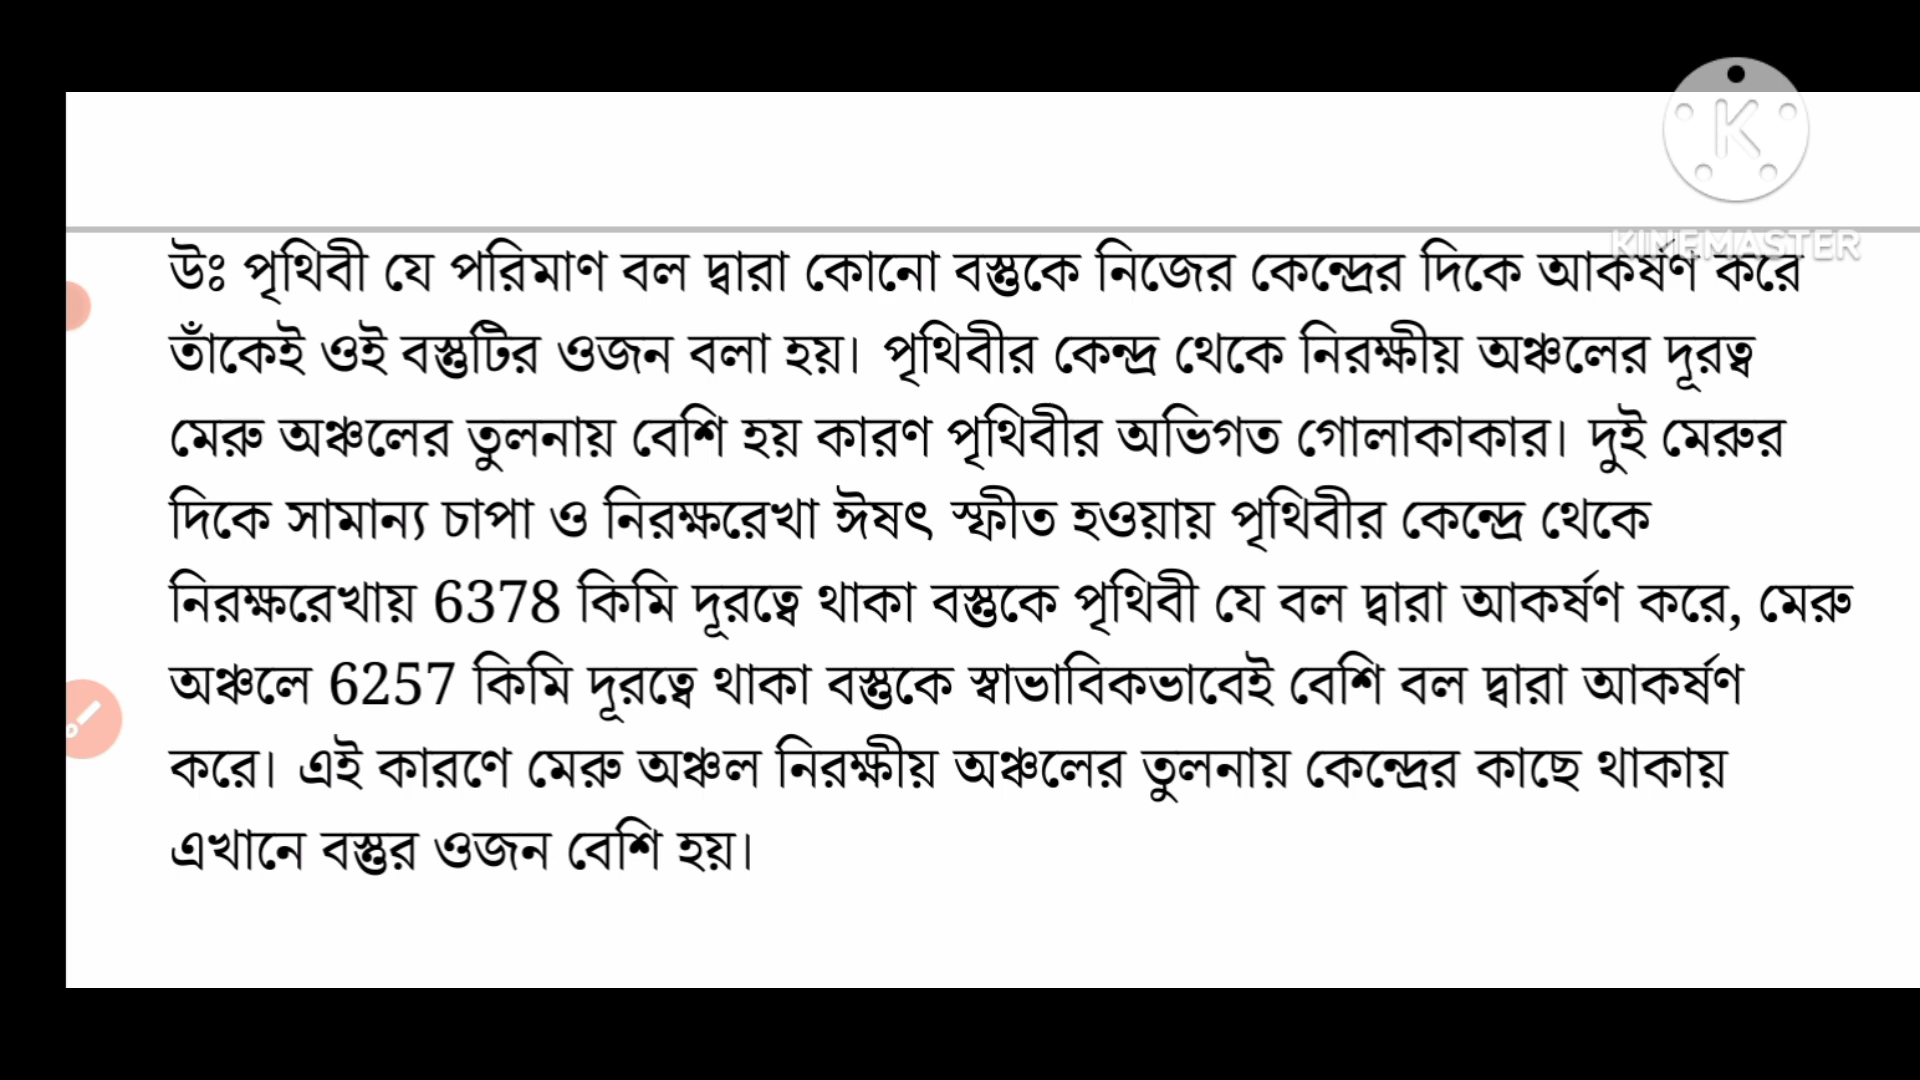 K
KINEMASTER
উঃ পৃথিবী যে পরিমাণ বল দ্বারা কোনো বস্তুকে নিজের কেন্দ্রের দিকে আকর্ষণ করে
তাঁকেই ওই বস্তুটির ওজন বলা হয়। পৃথিবীর কেন্দ্র থেকে নিরক্ষীয় অঞ্চলের দূরত্ব
মেরু অঞ্চলের তুলনায় বেশি হয় কারণ পৃথিবীর অভিগত গোলাকাকার। দুই মেরুর
দিকে সামান্য চাপা ও নিরক্ষরেখা ঈষৎ স্ফীত হওয়ায় পৃথিবীর কেন্দ্রে থেকে
নিরক্ষরেখায় 6378 কিমি দূরত্বে থাকা বস্তুকে পৃথিবী যে বল দ্বারা আকর্ষণ করে, মেরু
অঞ্চলে 6257 কিমি দূরত্বে থাকা বস্তুকে স্বাভাবিকভাবেই বেশি বল দ্বারা আকর্ষণ
করে। এই কারণে মেরু অঞ্চল নিরক্ষীয় অঞ্চলের তুলনায় কেন্দ্রের কাছে থাকায়
এখানে বস্তুর ওজন বেশি হয়।